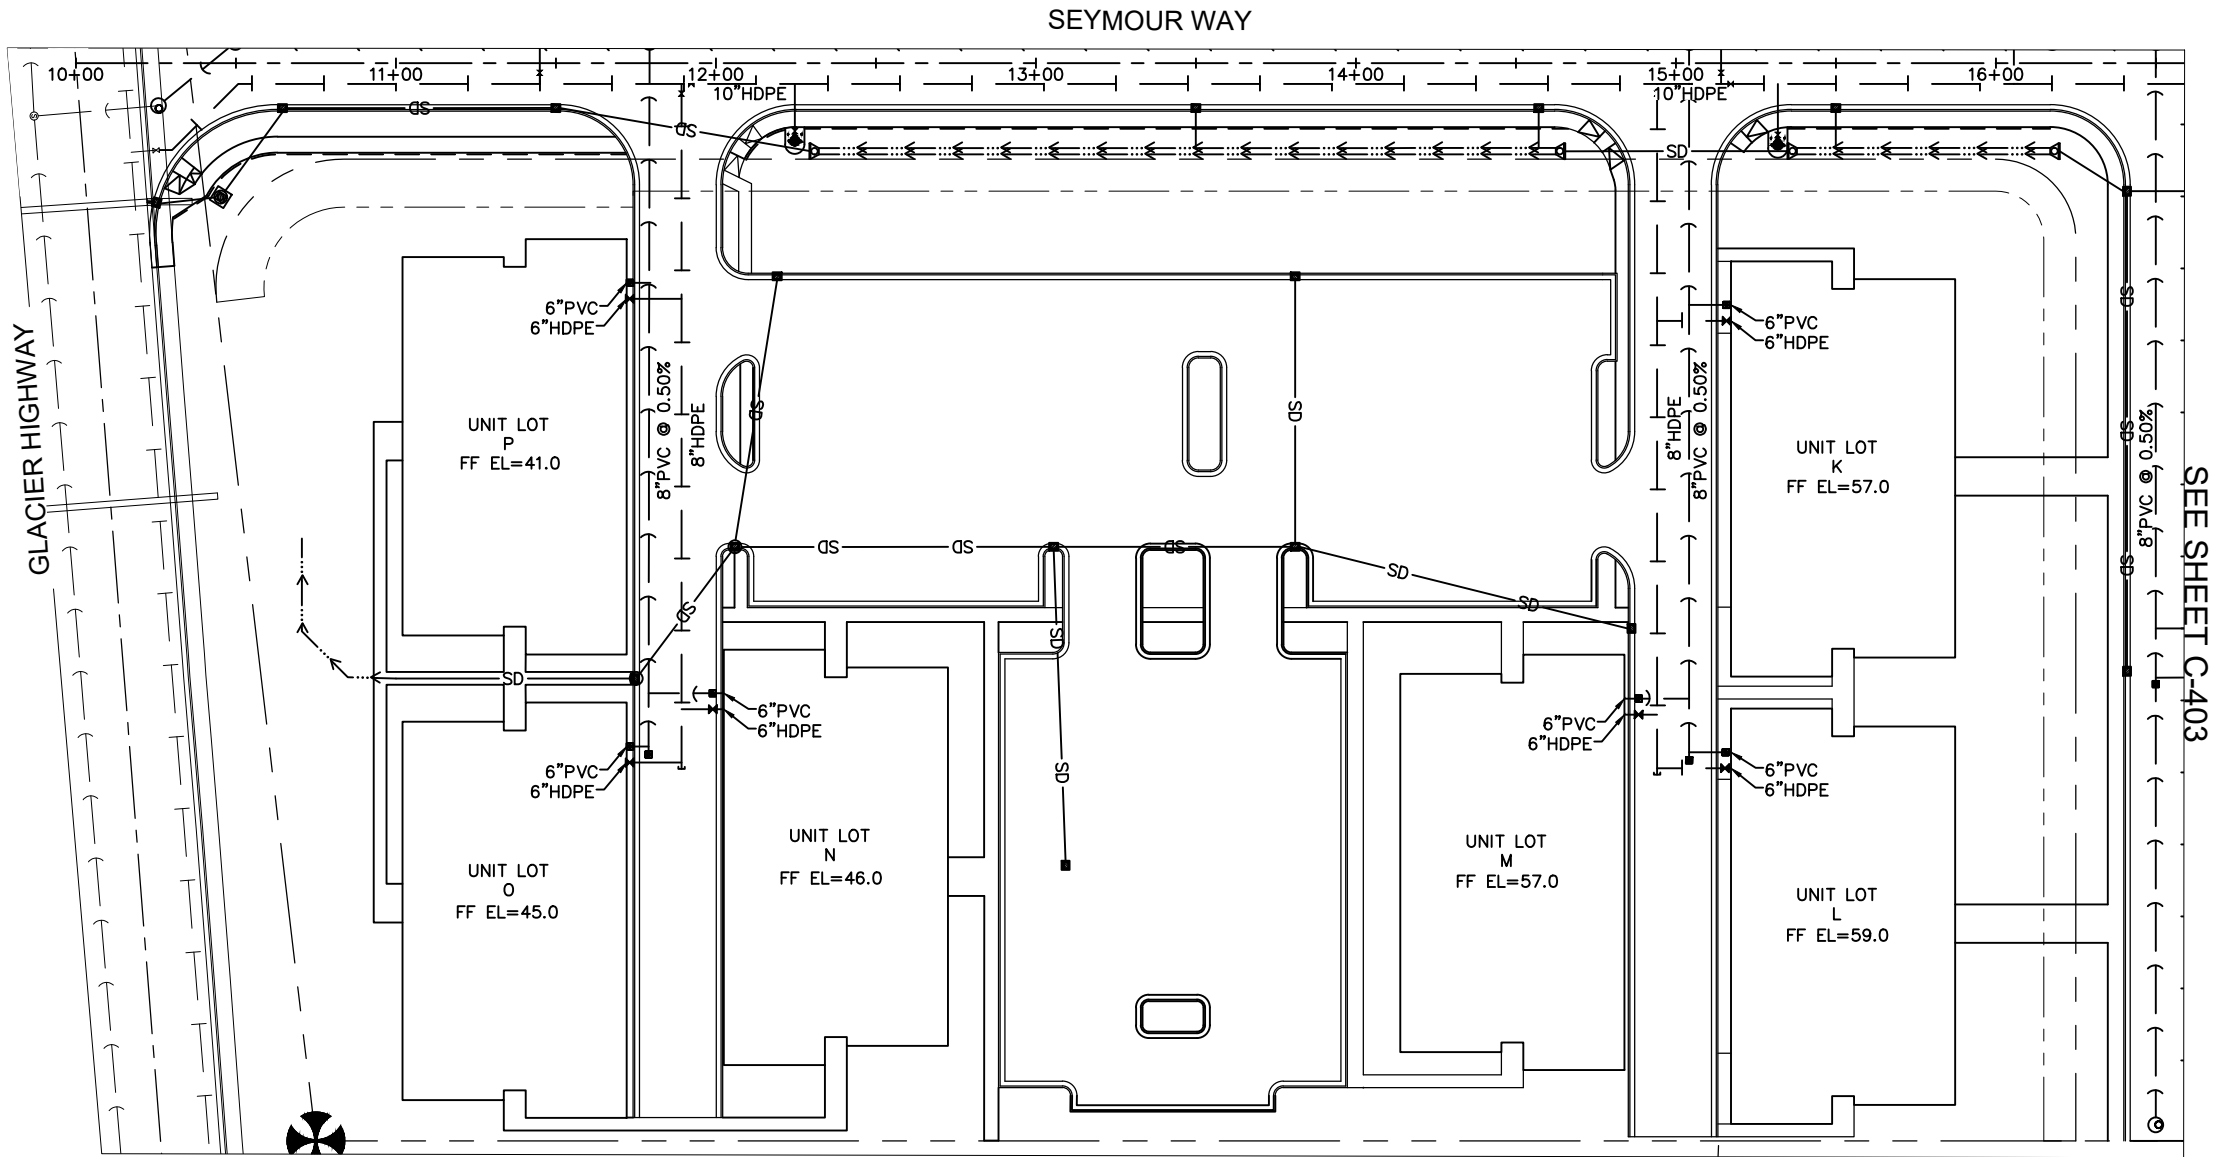 SEYMOUR WAY
10+00
11+00
12+00
13+00
14+00
15+00
16+00
10"HDPE
10"HDPE
SD
SD
SD
SD
6"PVC
6"HDPE
6"PVC
6"HDPE
GLACIER HIGHWAY
8"PVC @ 0.50%
8"HDPE
SD
SD
8"HDPE
8"PVC @ 0.50%
8"PVC @ 0.50%
SD
UNIT LOT
P
FF EL=41.0
UNIT LOT
K
FF EL=57.0
SEE SHEET C-403
SD
SD
SD
SD
SD
SD
SD
SD
SD
6"PVC
6"HDPE
6"PVC
6"HDPE
6"PVC
6"HDPE
6"PVC
6"HDPE
SD
UNIT LOT
O
FF EL=45.0
UNIT LOT
N
FF EL=46.0
UNIT LOT
M
FF EL=57.0
UNIT LOT
L
FF EL=59.0